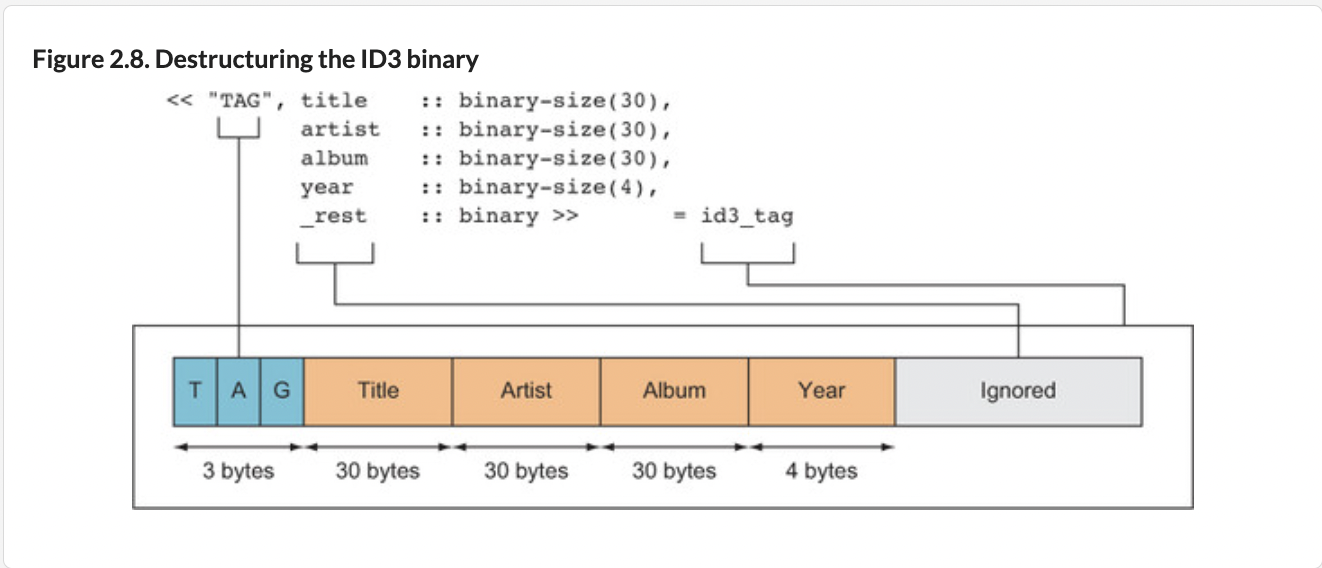 Figure 2.8. Destructuring the ID3 binary
<< "TAG", title :: binary-size(30),
artist :: binary-size(30),
album :: binary-size(30),
year :: binary-size(4),
_rest :: binary >> = id3_tag
T A G Title Artist Album Year Ignored
3 bytes 30 bytes 30 bytes 30 bytes 4 bytes